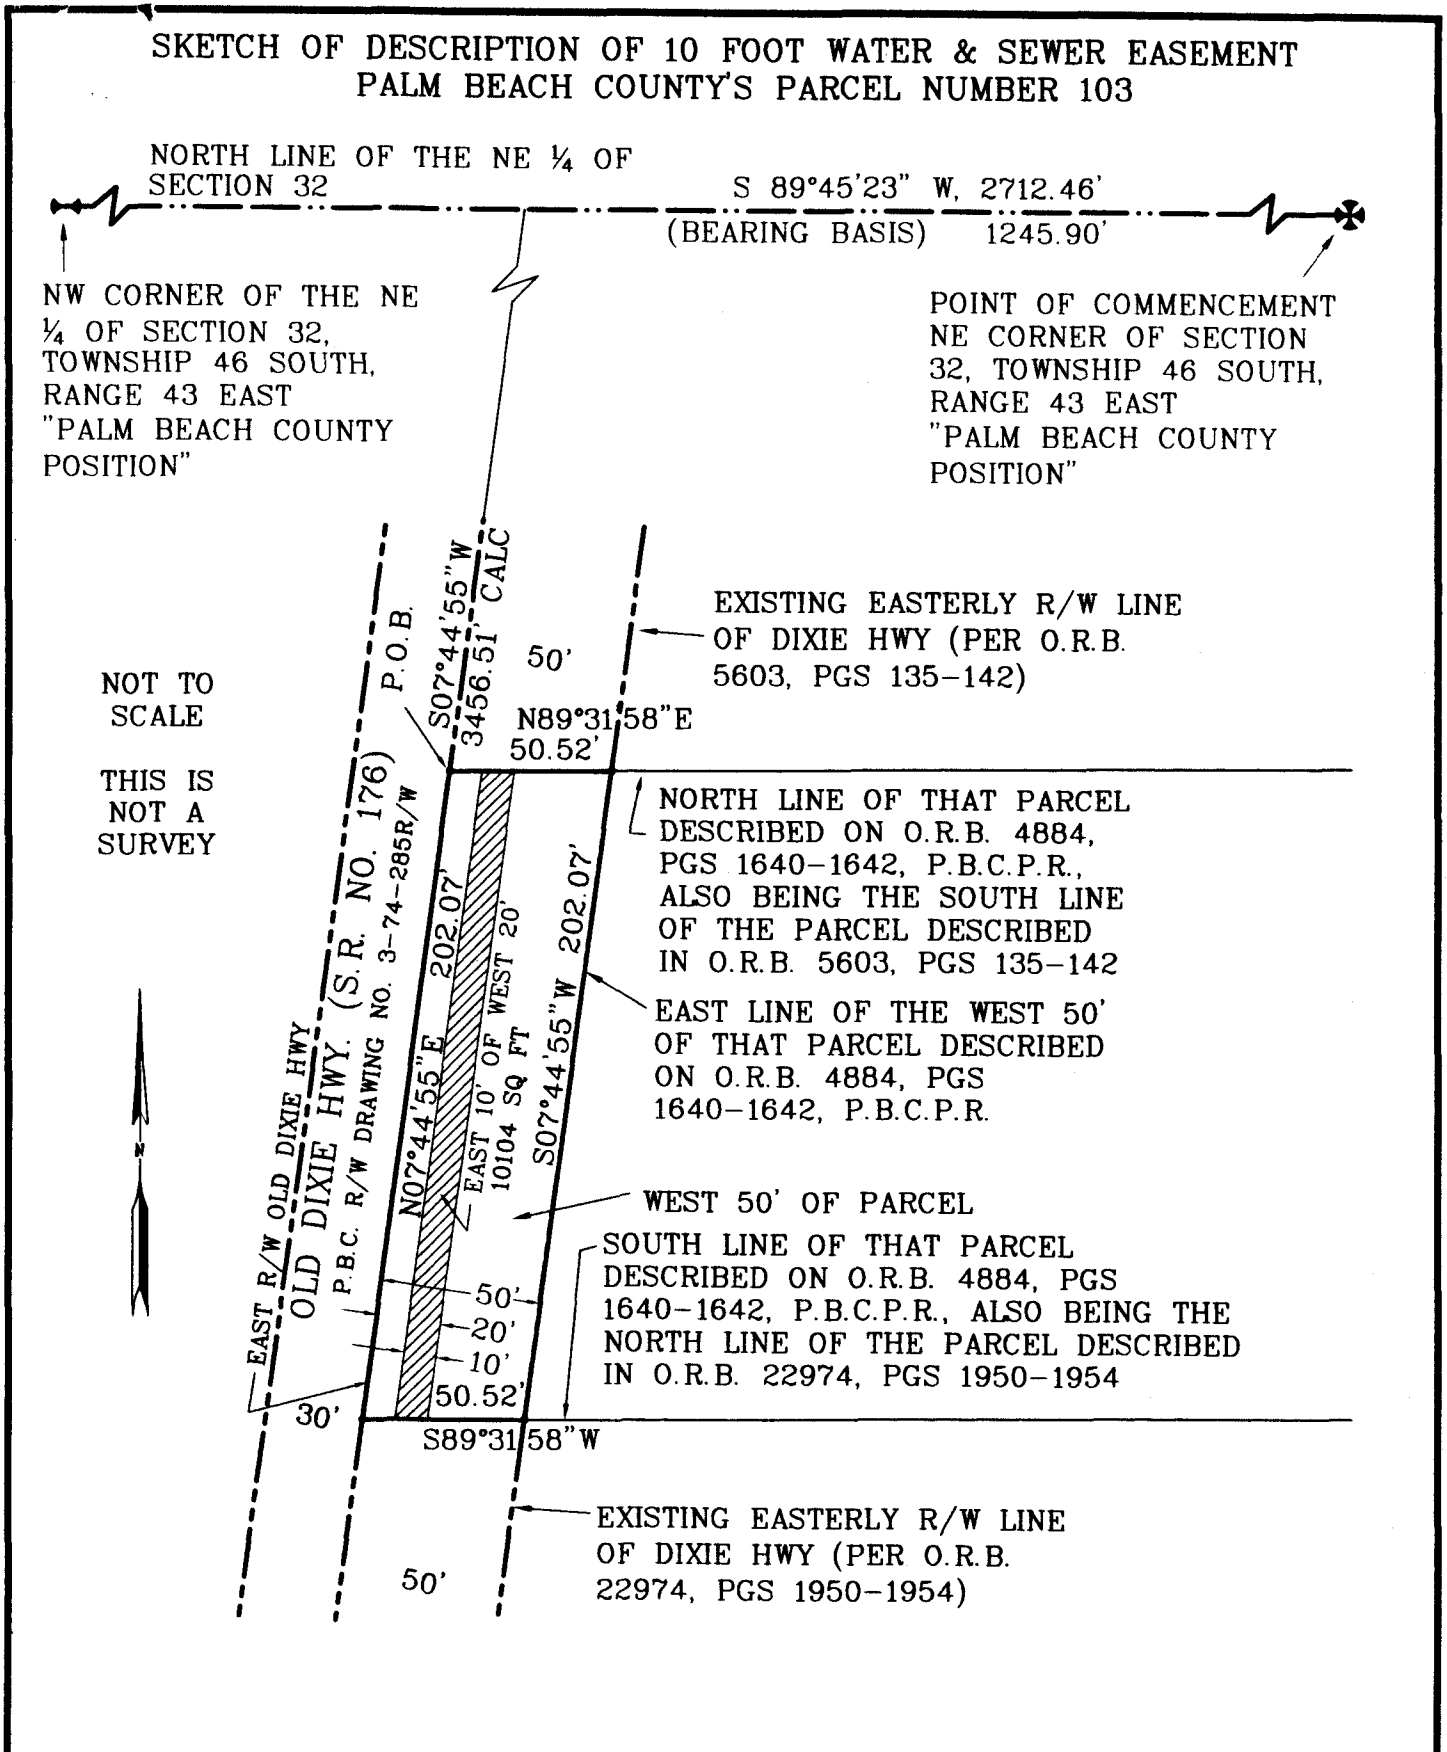 SKETCH OF DESCRIPTION OF 10 FOOT WATER & SEWER EASEMENT
PALM BEACH COUNTY'S PARCEL NUMBER 103
NORTH LINE OF THE NE ¼ OF
SECTION 32
S 89°45'23" W, 2712.46'
(BEARING BASIS) 1245.90'
NW CORNER OF THE NE
¼ OF SECTION 32,
TOWNSHIP 46 SOUTH,
RANGE 43 EAST
"PALM BEACH COUNTY
POSITION"
POINT OF COMMENCEMENT
NE CORNER OF SECTION
32, TOWNSHIP 46 SOUTH,
RANGE 43 EAST
"PALM BEACH COUNTY
POSITION"
P.O.B.
S07°44'55"W
3456.51' CALC
50'
EXISTING EASTERLY R/W LINE
OF DIXIE HWY (PER O.R.B.
5603, PGS 135-142)
NOT TO
SCALE
THIS IS
NOT A
SURVEY
N89°31'58"E
50.52'
NORTH LINE OF THAT PARCEL
DESCRIBED ON O.R.B. 4884,
PGS 1640-1642, P.B.C.P.R.,
ALSO BEING THE SOUTH LINE
OF THE PARCEL DESCRIBED
IN O.R.B. 5603, PGS 135-142
EAST R/W OLD DIXIE HWY
OLD DIXIE HWY. (S.R. NO. 176)
P.B.C. R/W DRAWING NO. 3-74-285R/W
N07°44'55"E 202.07'
EAST 10' OF WEST 20'
10104 SQ FT
S07°44'55"W 202.07'
EAST LINE OF THE WEST 50'
OF THAT PARCEL DESCRIBED
ON O.R.B. 4884, PGS
1640-1642, P.B.C.P.R.
N
WEST 50' OF PARCEL
SOUTH LINE OF THAT PARCEL
DESCRIBED ON O.R.B. 4884, PGS
1640-1642, P.B.C.P.R., ALSO BEING THE
NORTH LINE OF THE PARCEL DESCRIBED
IN O.R.B. 22974, PGS 1950-1954
50'
20'
10'
50.52'
30'
S89°31'58"W
EXISTING EASTERLY R/W LINE
OF DIXIE HWY (PER O.R.B.
22974, PGS 1950-1954)
50'